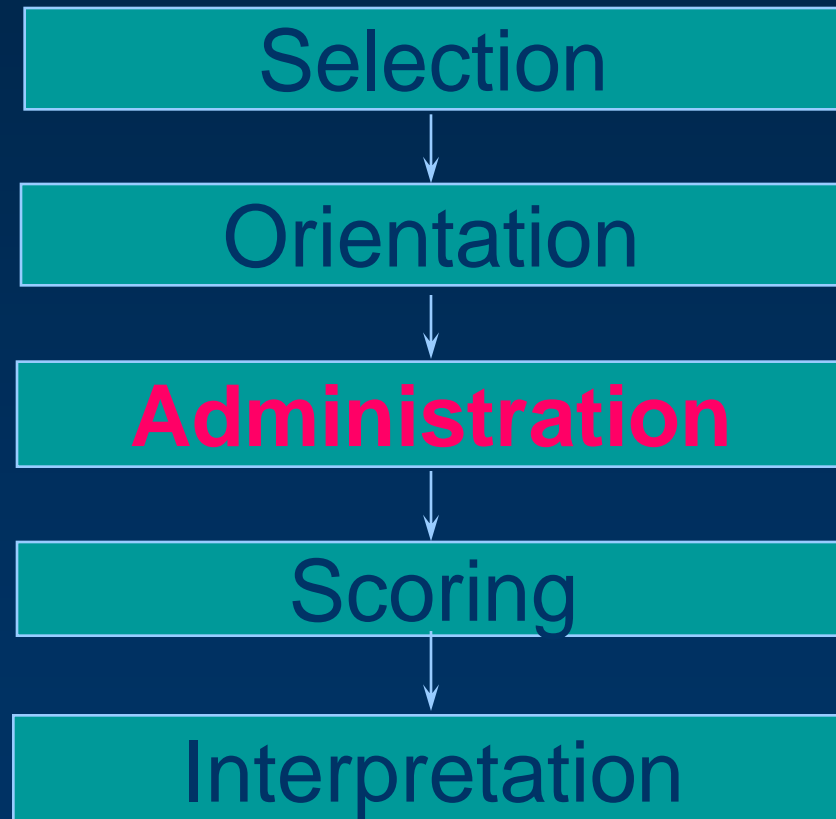 Selection
Orientation
Administration
Scoring
Interpretation